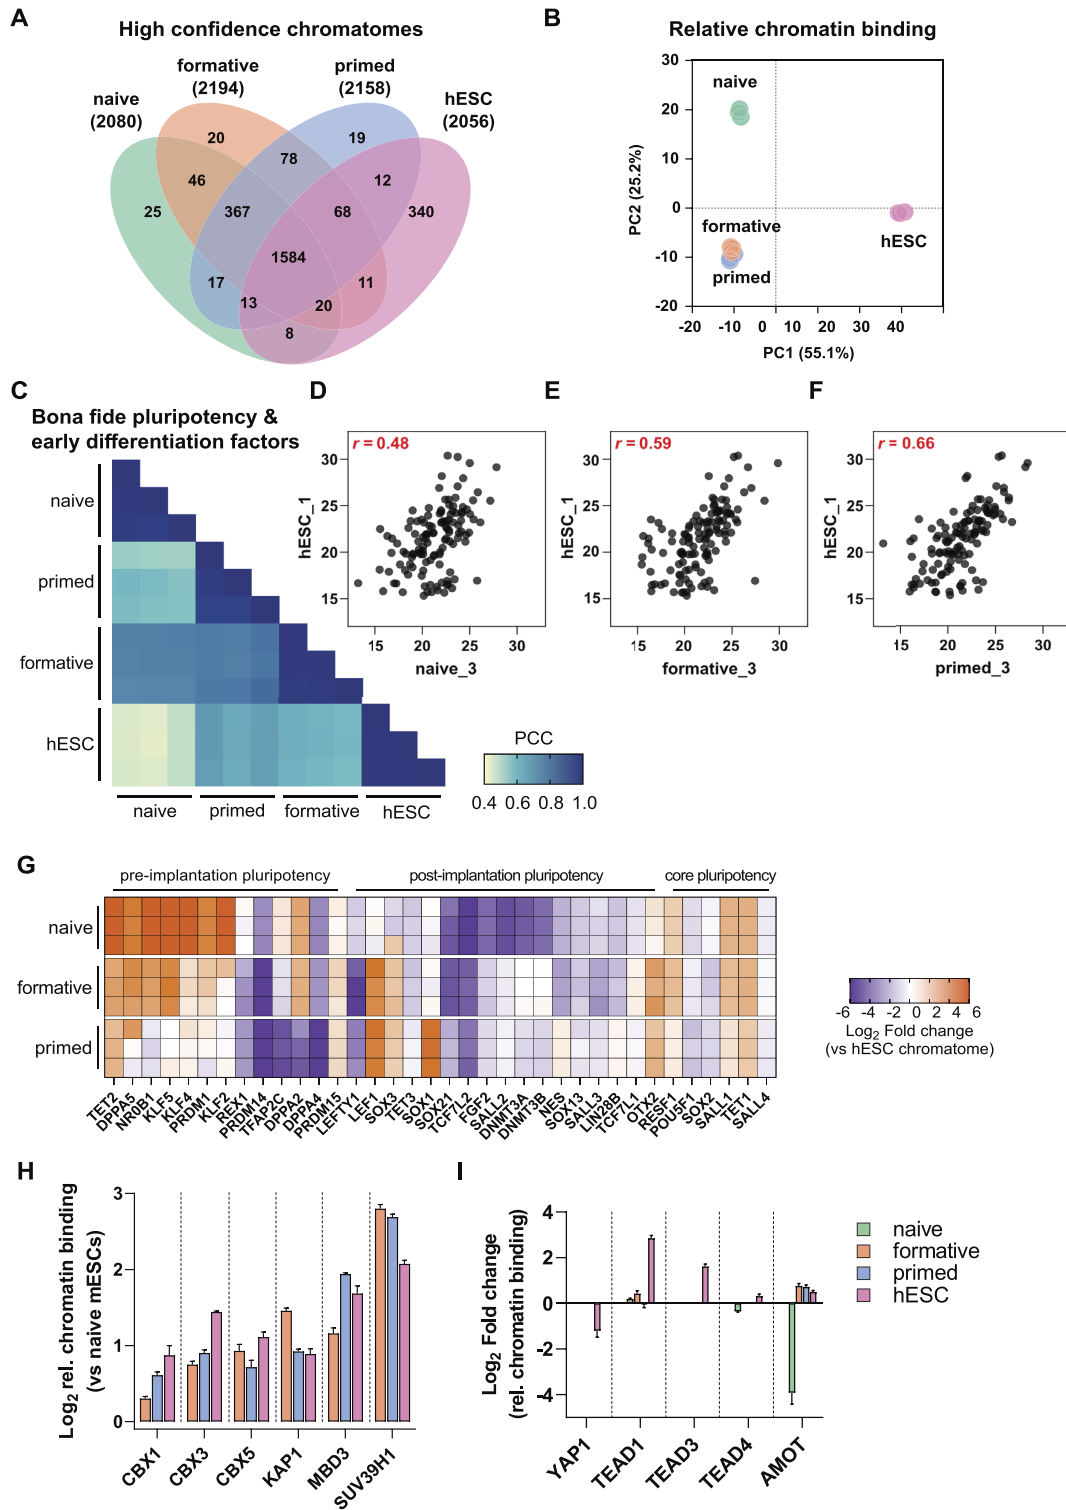 A
High confidence chromatomes
naive
(2080)
formative
(2194)
primed
(2158)
hESC
(2056)
20
19
78
46
12
25
367
68
340
1584
17
11
13
20
8
B
Relative chromatin binding
PC2 (25.2%)
30
20
10
0
-10
-20
naive
formative
primed
hESC
-20
-10
0
10
20
30
40
PC1 (55.1%)
C
Bona fide pluripotency &
early differentiation factors
naive
primed
formative
hESC
naive
primed
formative
hESC
PCC
0.4 0.6 0.8 1.0
D
r = 0.48
hESC_1
30
25
20
15
15 20 25 30
naive_3
E
r = 0.59
hESC_1
30
25
20
15
15 20 25 30
formative_3
F
r = 0.66
hESC_1
30
25
20
15
15 20 25 30
primed_3
G
pre-implantation pluripotency
post-implantation pluripotency
core pluripotency
naive
formative
primed
TET2
DPPA5
NR0B1
KLF5
KLF4
PRDM1
KLF2
REX1
PRDM14
TFAP2C
DPPA2
DPPA4
PRDM15
LEFTY1
LEF1
SOX3
TET3
SOX1
SOX21
TCF7L2
FGF2
SALL2
DNMT3A
DNMT3B
NES
SOX13
SALL3
LIN28B
TCF7L1
OTX2
RESF1
POU5F1
SOX2
SALL1
TET1
SALL4
-6 -4 -2 0 2 4 6
Log2 Fold change
(vs hESC chromatome)
H
Log2 rel. chromatin binding
(vs naive mESCs)
3
2
1
0
CBX1
CBX3
CBX5
KAP1
MBD3
SUV39H1
I
Log2 Fold change
(rel. chromatin binding)
4
2
0
-2
-4
YAP1
TEAD1
TEAD3
TEAD4
AMOT
naive
formative
primed
hESC